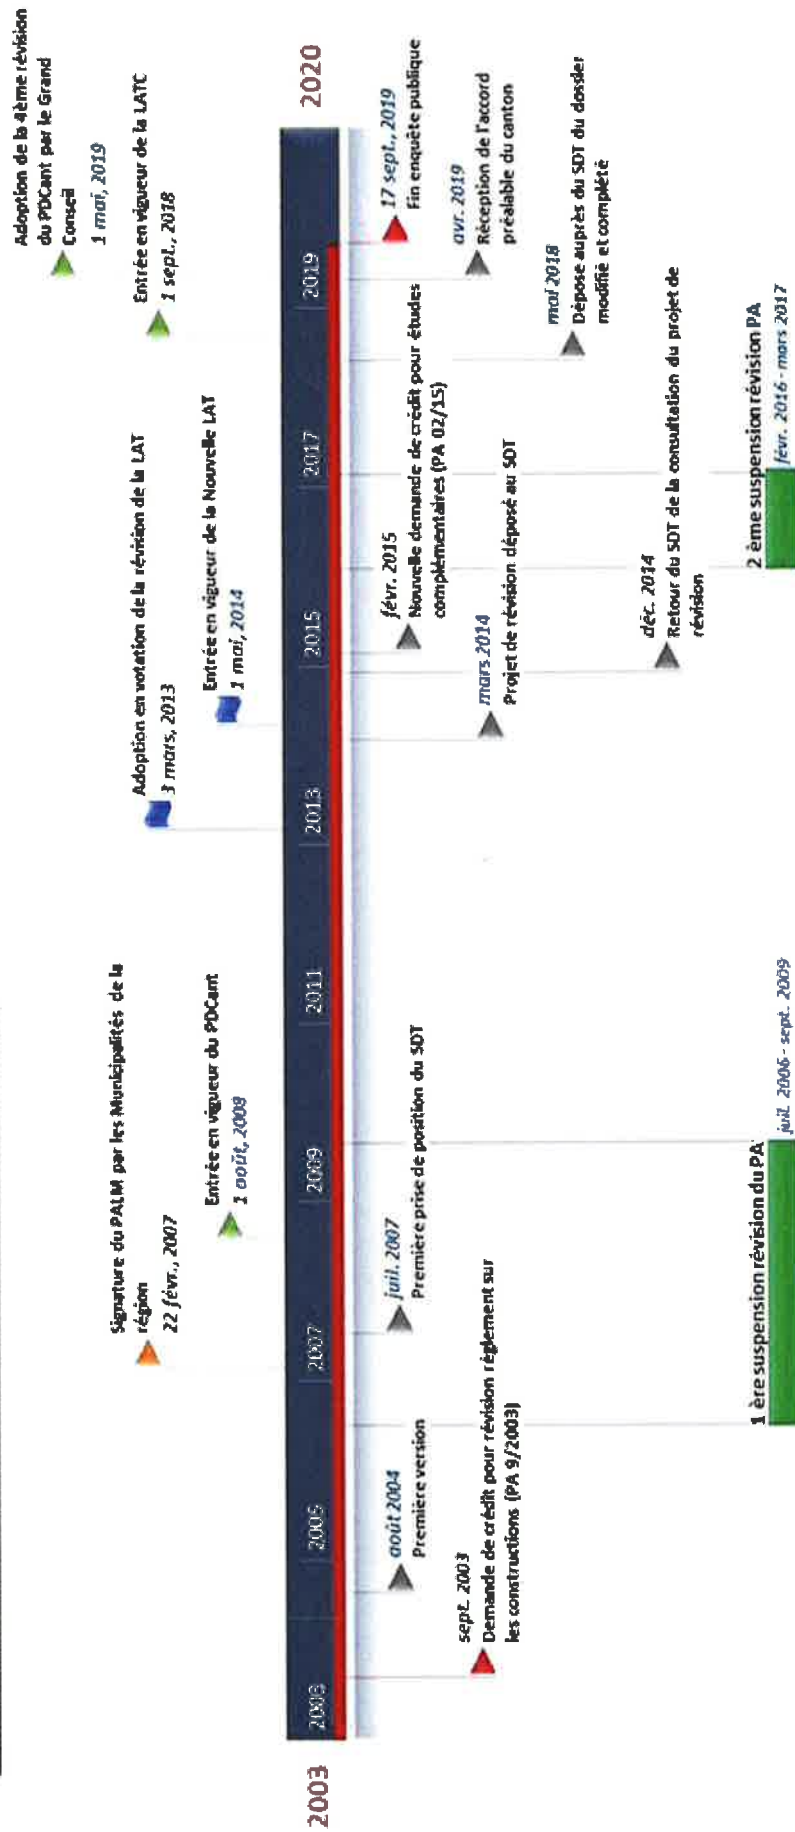 Signature du PALM par les Municipalités de la
région
22 févr., 2007
Entrée en vigueur du PDCant
1 août, 2008
Adoption en votation de la révision de la LAT
3 mars, 2013
Entrée en vigueur de la Nouvelle LAT
1 mai, 2014
Adoption de la 4ème révision
du PDCant par le Grand
Conseil
1 mai, 2019
Entrée en vigueur de la LATC
1 sept., 2018
2003
2003
2005
2007
2009
2011
2013
2015
2017
2019
2020
août 2004
Première version
sept. 2003
Demande de crédit pour révision règlement sur
les constructions (PA 9/2003)
juil. 2007
Première prise de position du SDT
févr. 2015
Nouvelle demande de crédit pour études
complémentaires (PA 02/15)
mars 2014
Projet de révision déposé au SDT
déc. 2014
Retour du SDT de la consultation du projet de
révision
17 sept., 2019
Fin enquête publique
avr. 2019
Réception de l'accord
préalable du canton
mai 2018
Dépose auprès du SDT du dossier
modifié et complété
1 ère suspension révision du PA
juil. 2006 - sept. 2009
2 ème suspension révision PA
févr. 2016 - mars 2017